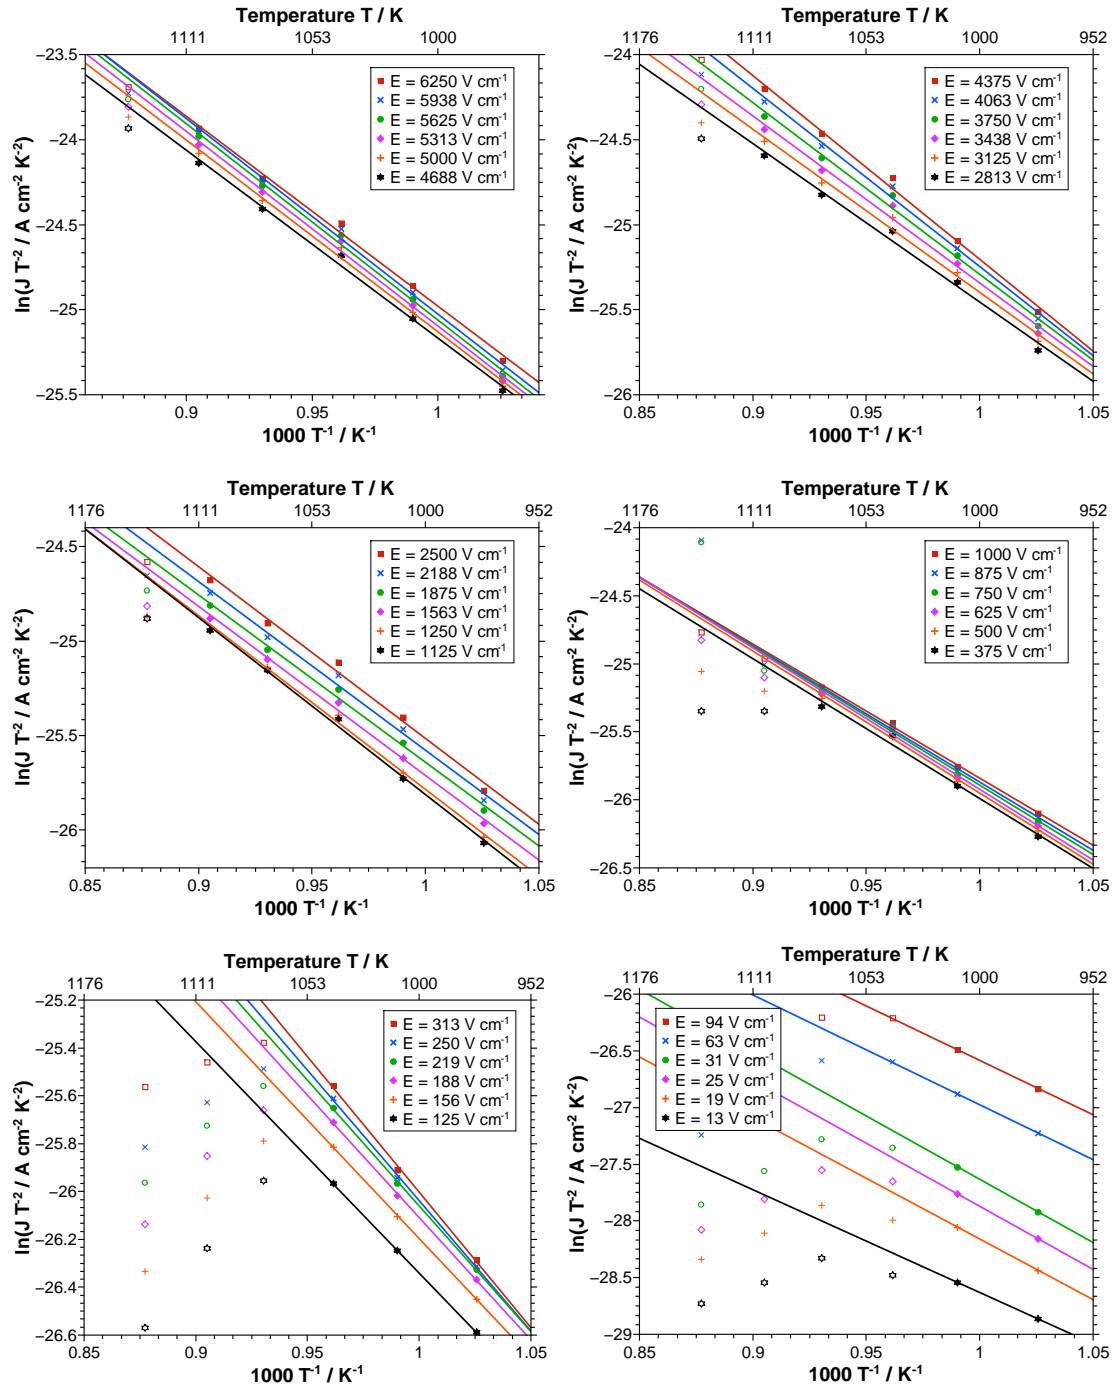 Temperature T / K
1111 1053 1000
−23.5
−24
−24.5
−25
−25.5
ln(J T⁻² / A cm⁻² K⁻²)
E = 6250 V cm⁻¹
E = 5938 V cm⁻¹
E = 5625 V cm⁻¹
E = 5313 V cm⁻¹
E = 5000 V cm⁻¹
E = 4688 V cm⁻¹
0.9 0.95 1
1000 T⁻¹ / K⁻¹
Temperature T / K
1176 1111 1053 1000 952
−24
−24.5
−25
−25.5
−26
ln(J T⁻² / A cm⁻² K⁻²)
E = 4375 V cm⁻¹
E = 4063 V cm⁻¹
E = 3750 V cm⁻¹
E = 3438 V cm⁻¹
E = 3125 V cm⁻¹
E = 2813 V cm⁻¹
0.85 0.9 0.95 1 1.05
1000 T⁻¹ / K⁻¹
Temperature T / K
1176 1111 1053 1000 952
−24.5
−25
−25.5
−26
ln(J T⁻² / A cm⁻² K⁻²)
E = 2500 V cm⁻¹
E = 2188 V cm⁻¹
E = 1875 V cm⁻¹
E = 1563 V cm⁻¹
E = 1250 V cm⁻¹
E = 1125 V cm⁻¹
0.85 0.9 0.95 1 1.05
1000 T⁻¹ / K⁻¹
Temperature T / K
1176 1111 1053 1000 952
−24
−24.5
−25
−25.5
−26
−26.5
ln(J T⁻² / A cm⁻² K⁻²)
E = 1000 V cm⁻¹
E = 875 V cm⁻¹
E = 750 V cm⁻¹
E = 625 V cm⁻¹
E = 500 V cm⁻¹
E = 375 V cm⁻¹
0.85 0.9 0.95 1 1.05
1000 T⁻¹ / K⁻¹
Temperature T / K
1176 1111 1053 1000 952
−25.2
−25.4
−25.6
−25.8
−26
−26.2
−26.4
−26.6
ln(J T⁻² / A cm⁻² K⁻²)
E = 313 V cm⁻¹
E = 250 V cm⁻¹
E = 219 V cm⁻¹
E = 188 V cm⁻¹
E = 156 V cm⁻¹
E = 125 V cm⁻¹
0.85 0.9 0.95 1 1.05
1000 T⁻¹ / K⁻¹
Temperature T / K
1176 1111 1053 1000 952
−26
−26.5
−27
−27.5
−28
−28.5
−29
ln(J T⁻² / A cm⁻² K⁻²)
E = 94 V cm⁻¹
E = 63 V cm⁻¹
E = 31 V cm⁻¹
E = 25 V cm⁻¹
E = 19 V cm⁻¹
E = 13 V cm⁻¹
0.85 0.9 0.95 1 1.05
1000 T⁻¹ / K⁻¹